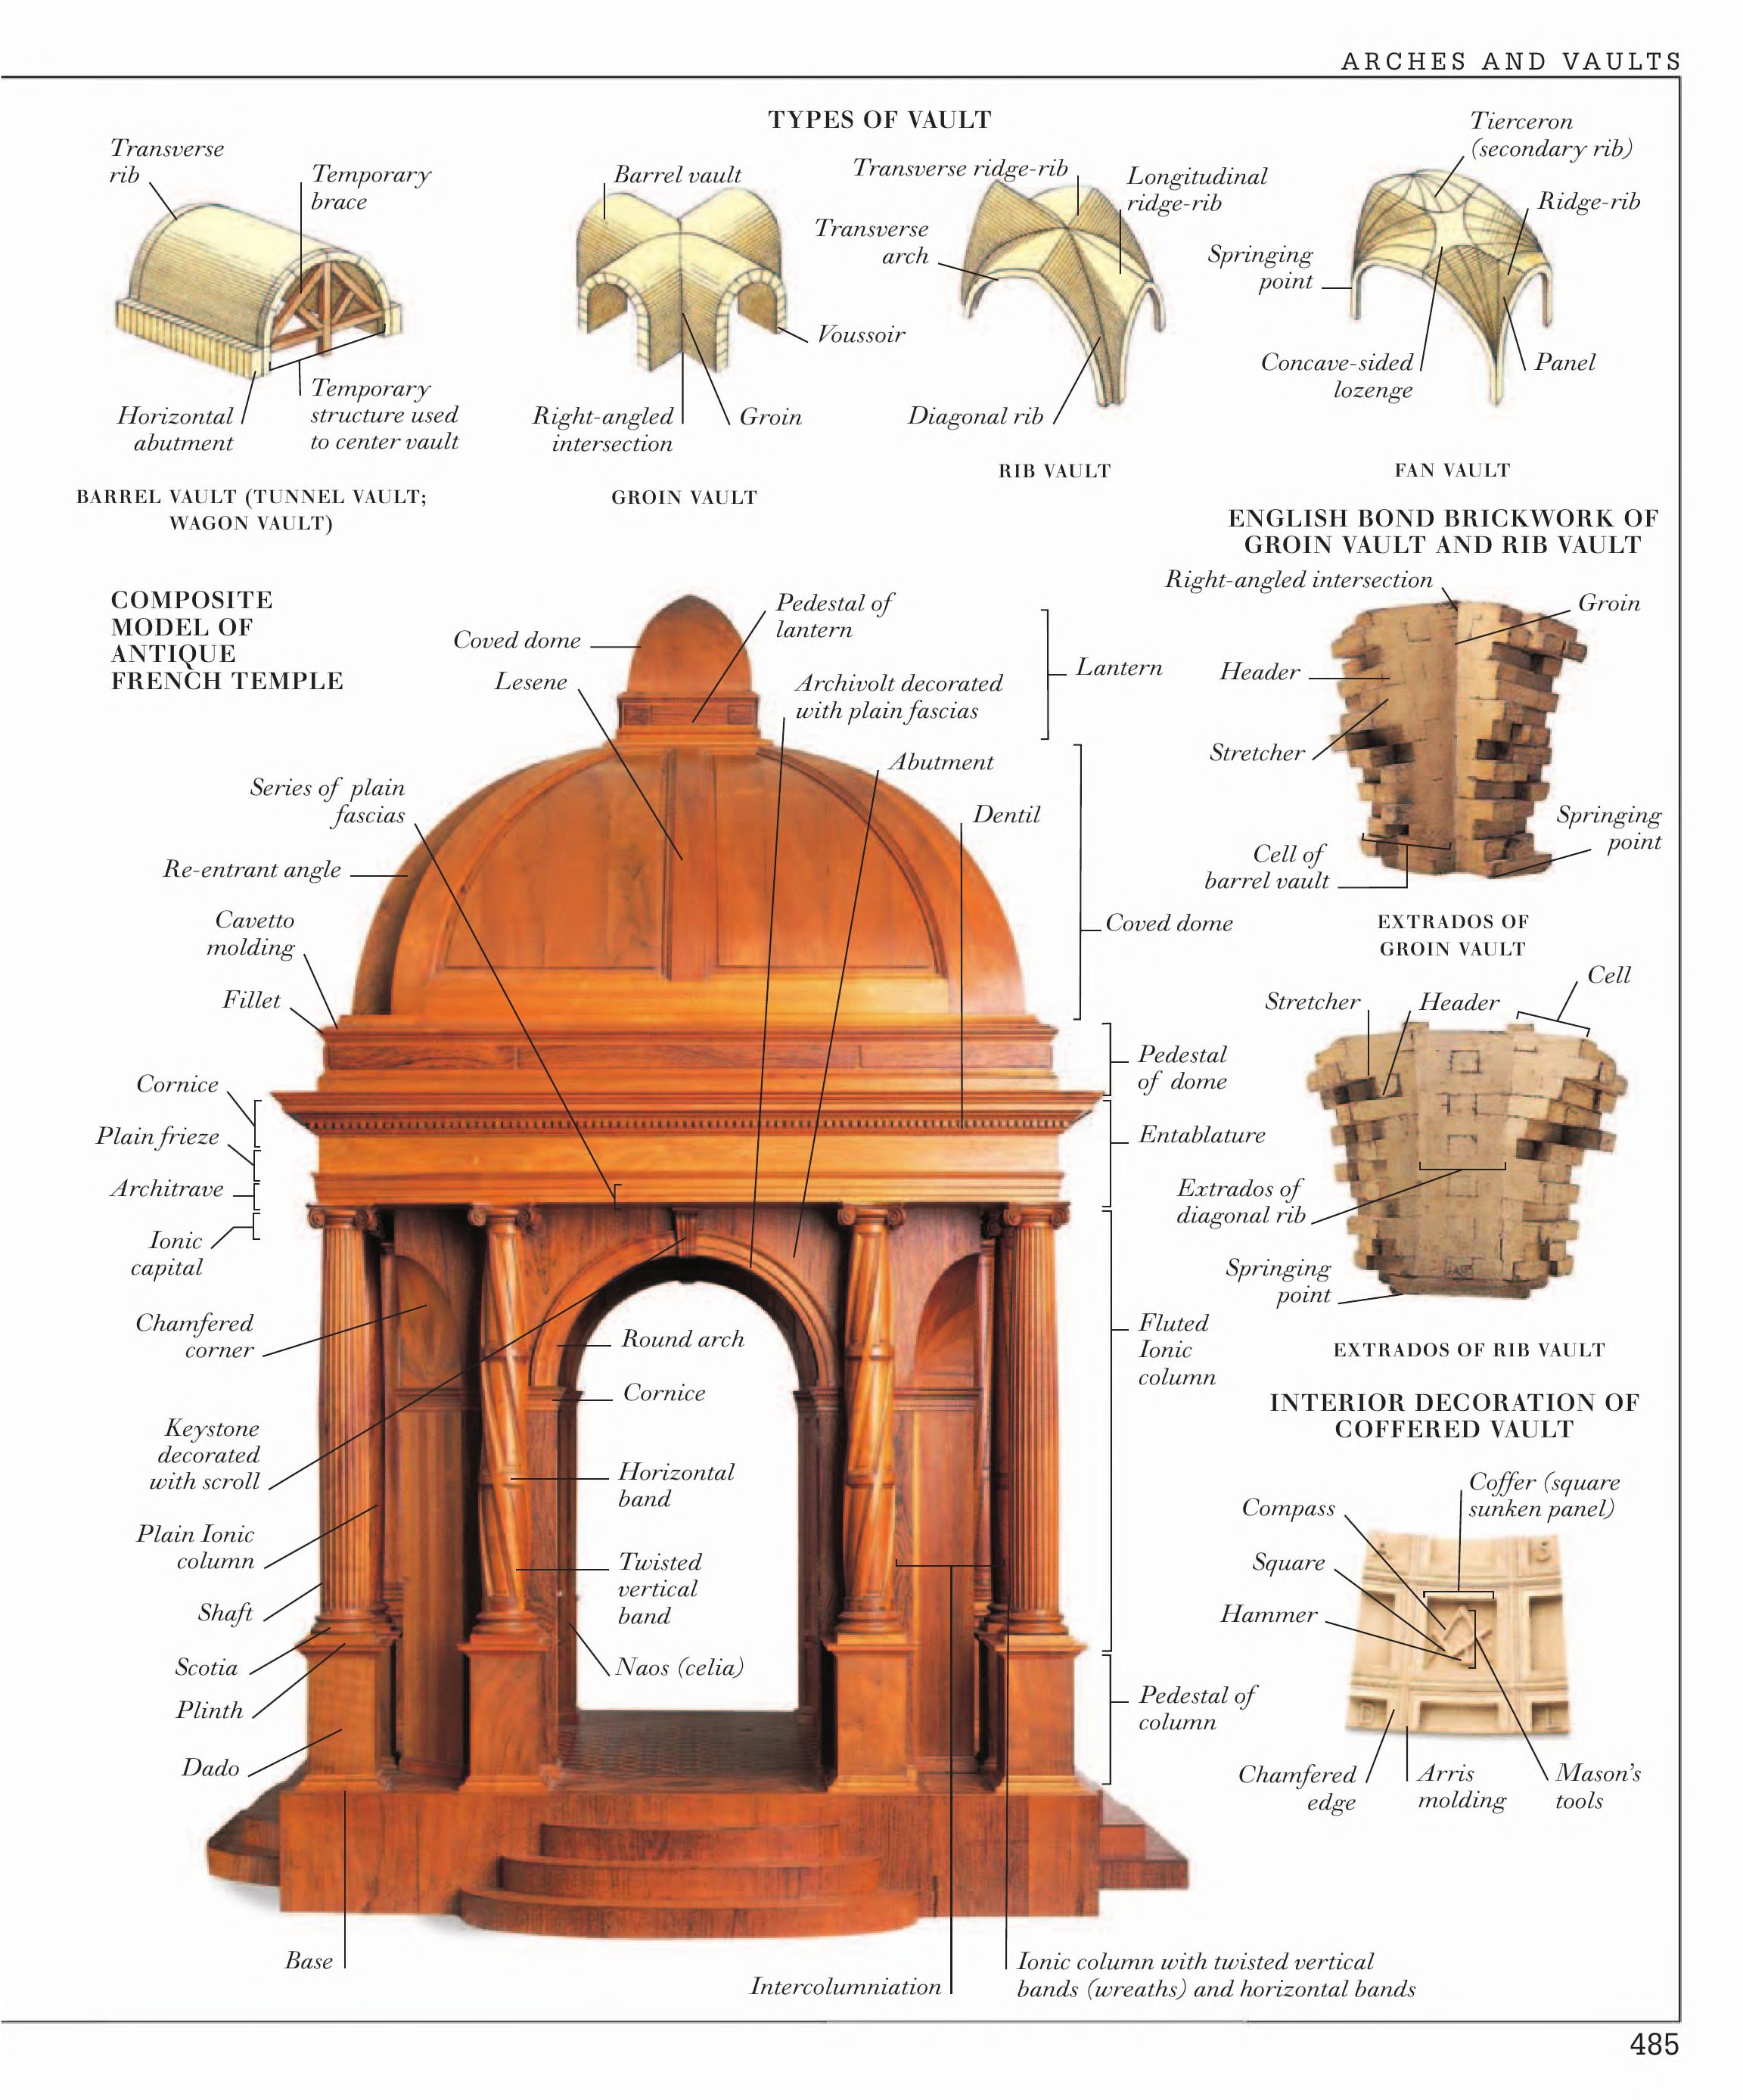 ARCHES AND VAULTS
TYPES OF VAULT
Transverse
rib
Temporary
brace
Horizontal
abutment
Temporary
structure used
to center vault
BARREL VAULT (TUNNEL VAULT;
WAGON VAULT)
Barrel vault
Voussoir
Right-angled
intersection
Groin
GROIN VAULT
Transverse ridge-rib
Longitudinal
ridge-rib
Transverse
arch
Diagonal rib
RIB VAULT
Tierceron
(secondary rib)
Ridge-rib
Springing
point
Concave-sided
lozenge
Panel
FAN VAULT
COMPOSITE
MODEL OF
ANTIQUE
FRENCH TEMPLE
Coved dome
Lesene
Pedestal of
lantern
Archivolt decorated
with plain fascias
Lantern
Abutment
Dentil
Series of plain
fascias
Re-entrant angle
Cavetto
molding
Fillet
Coved dome
Pedestal
of dome
Cornice
Plain frieze
Architrave
Entablature
Ionic
capital
Chamfered
corner
Round arch
Cornice
Fluted
Ionic
column
Keystone
decorated
with scroll
Horizontal
band
Plain Ionic
column
Twisted
vertical
band
Shaft
Scotia
Naos (celia)
Plinth
Pedestal of
column
Dado
Base
Intercolumniation
Ionic column with twisted vertical
bands (wreaths) and horizontal bands
ENGLISH BOND BRICKWORK OF
GROIN VAULT AND RIB VAULT
Right-angled intersection
Groin
Header
Stretcher
Springing
point
Cell of
barrel vault
EXTRADOS OF
GROIN VAULT
Stretcher
Header
Cell
Extrados of
diagonal rib
Springing
point
EXTRADOS OF RIB VAULT
INTERIOR DECORATION OF
COFFERED VAULT
Coffer (square
sunken panel)
Compass
Square
Hammer
S
D
L
Chamfered
edge
Arris
molding
Mason's
tools
485